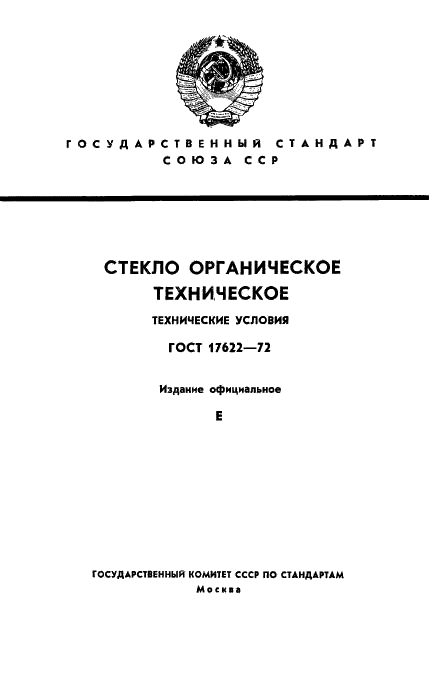 ГОСУДАРСТВЕННЫЙ СТАНДАРТ
СОЮЗА ССР
СТЕКЛО ОРГАНИЧЕСКОЕ
ТЕХНИЧЕСКОЕ
ТЕХНИЧЕСКИЕ УСЛОВИЯ
ГОСТ 17622—72
Издание официальное
Е
ГОСУДАРСТВЕННЫЙ КОМИТЕТ СССР ПО СТАНДАРТАМ
Москва